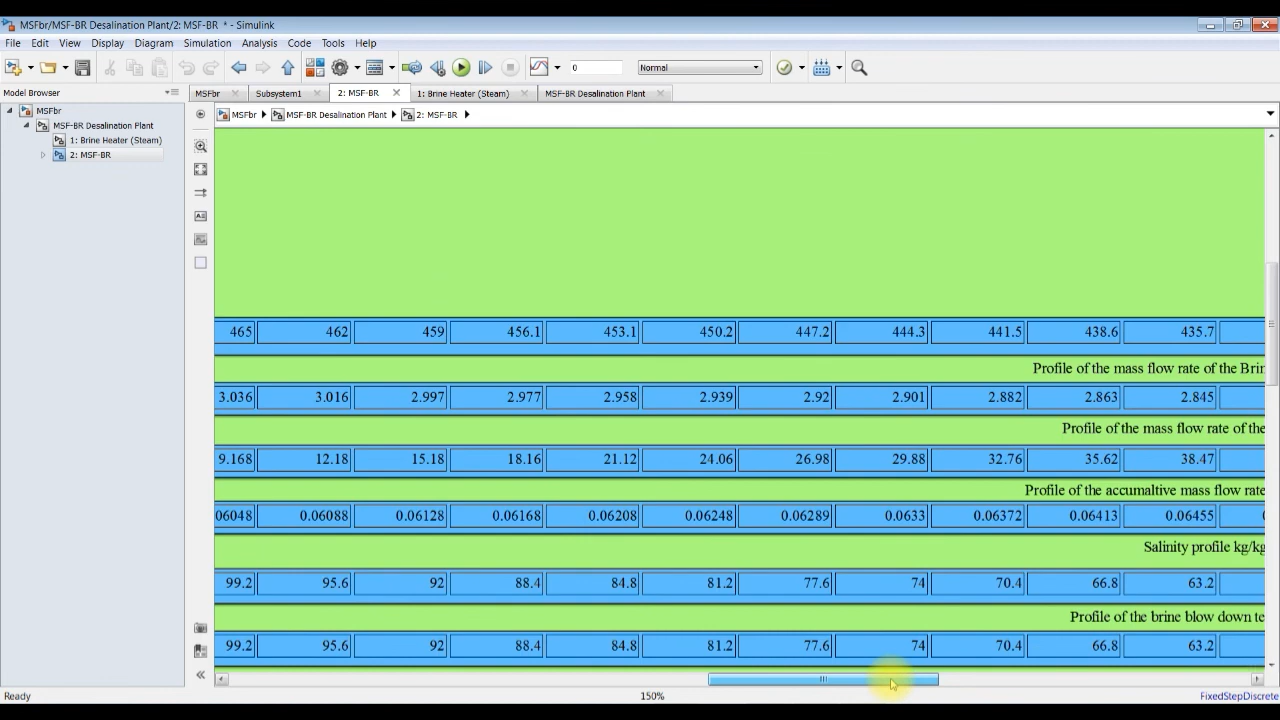 MSFbr/MSF-BR Desalination Plant/2: MSF-BR * - Simulink
File Edit View Display Diagram Simulation Analysis Code Tools Help
0 Normal
Model Browser
MSFbr Subsystem1 2: MSF-BR 1: Brine Heater (Steam) MSF-BR Desalination Plant
MSFbr
MSF-BR Desalination Plant
1: Brine Heater (Steam)
2: MSF-BR
MSFbr MSF-BR Desalination Plant 2: MSF-BR
465 462 459 456.1 453.1 450.2 447.2 444.3 441.5 438.6 435.7
Profile of the mass flow rate of the Brin
3.036 3.016 2.997 2.977 2.958 2.939 2.92 2.901 2.882 2.863 2.845
Profile of the mass flow rate of the
9.168 12.18 15.18 18.16 21.12 24.06 26.98 29.88 32.76 35.62 38.47
Profile of the accumaltive mass flow rate
06048 0.06088 0.06128 0.06168 0.06208 0.06248 0.06289 0.0633 0.06372 0.06413 0.06455
Salinity profile kg/kg
99.2 95.6 92 88.4 84.8 81.2 77.6 74 70.4 66.8 63.2
Profile of the brine blow down te
99.2 95.6 92 88.4 84.8 81.2 77.6 74 70.4 66.8 63.2
Ready 150% FixedStepDiscrete